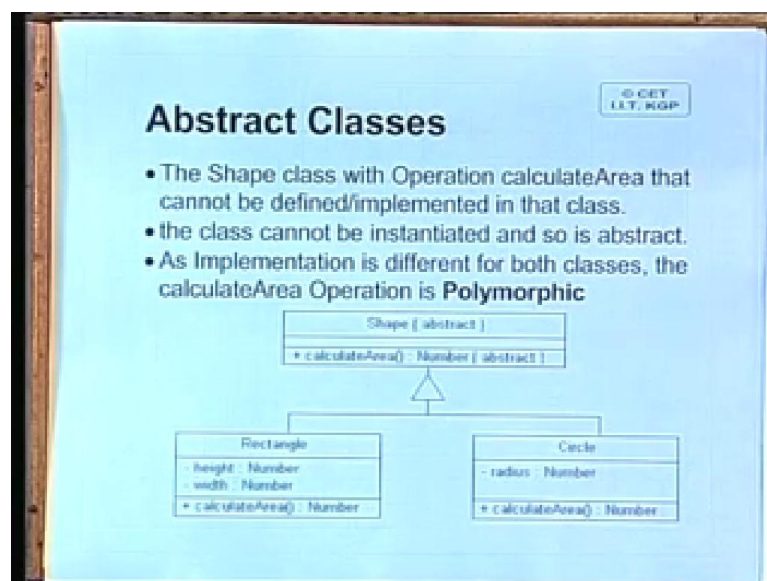 © CET
I.I.T. KGP
Abstract Classes
• The Shape class with Operation calculateArea that
cannot be defined/implemented in that class.
• the class cannot be instantiated and so is abstract.
• As Implementation is different for both classes, the
calculateArea Operation is Polymorphic
Shape { abstract }
+ calculateArea() : Number { abstract }
Rectangle
- height : Number
- width : Number
+ calculateArea() : Number
Circle
- radius : Number
+ calculateArea() : Number